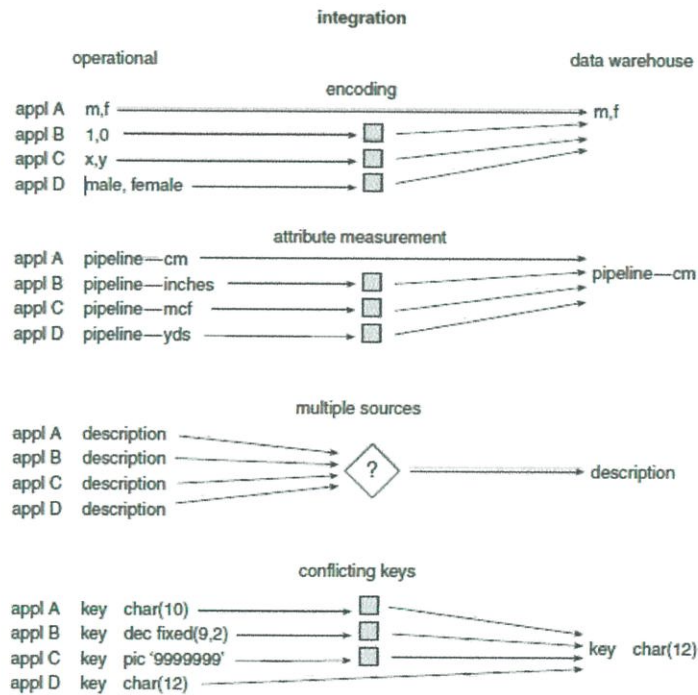 integration
operational data warehouse
encoding
appl A m,f m,f
appl B 1,0
appl C x,y
appl D male, female
attribute measurement
appl A pipeline—cm
appl B pipeline—inches pipeline—cm
appl C pipeline—mcf
appl D pipeline—yds
multiple sources
appl A description
appl B description
? description
appl C description
appl D description
conflicting keys
appl A key char(10)
appl B key dec fixed(9,2)
key char(12)
appl C key pic '9999999'
appl D key char(12)